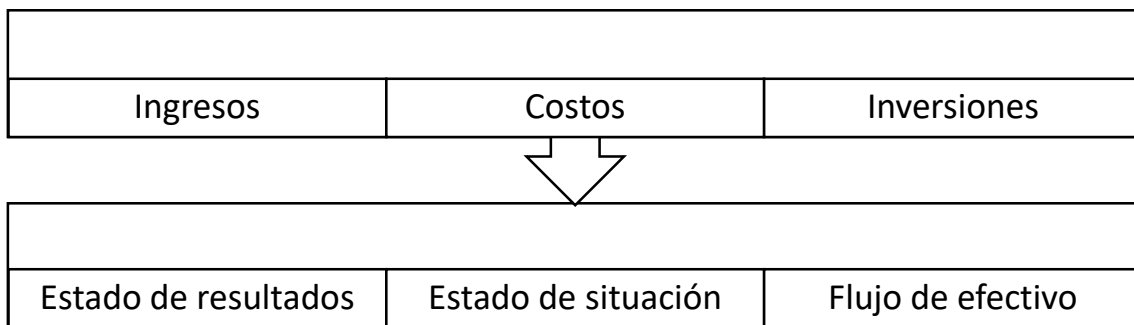 Ingresos Costos Inversiones
Estado de resultados Estado de situación Flujo de efectivo